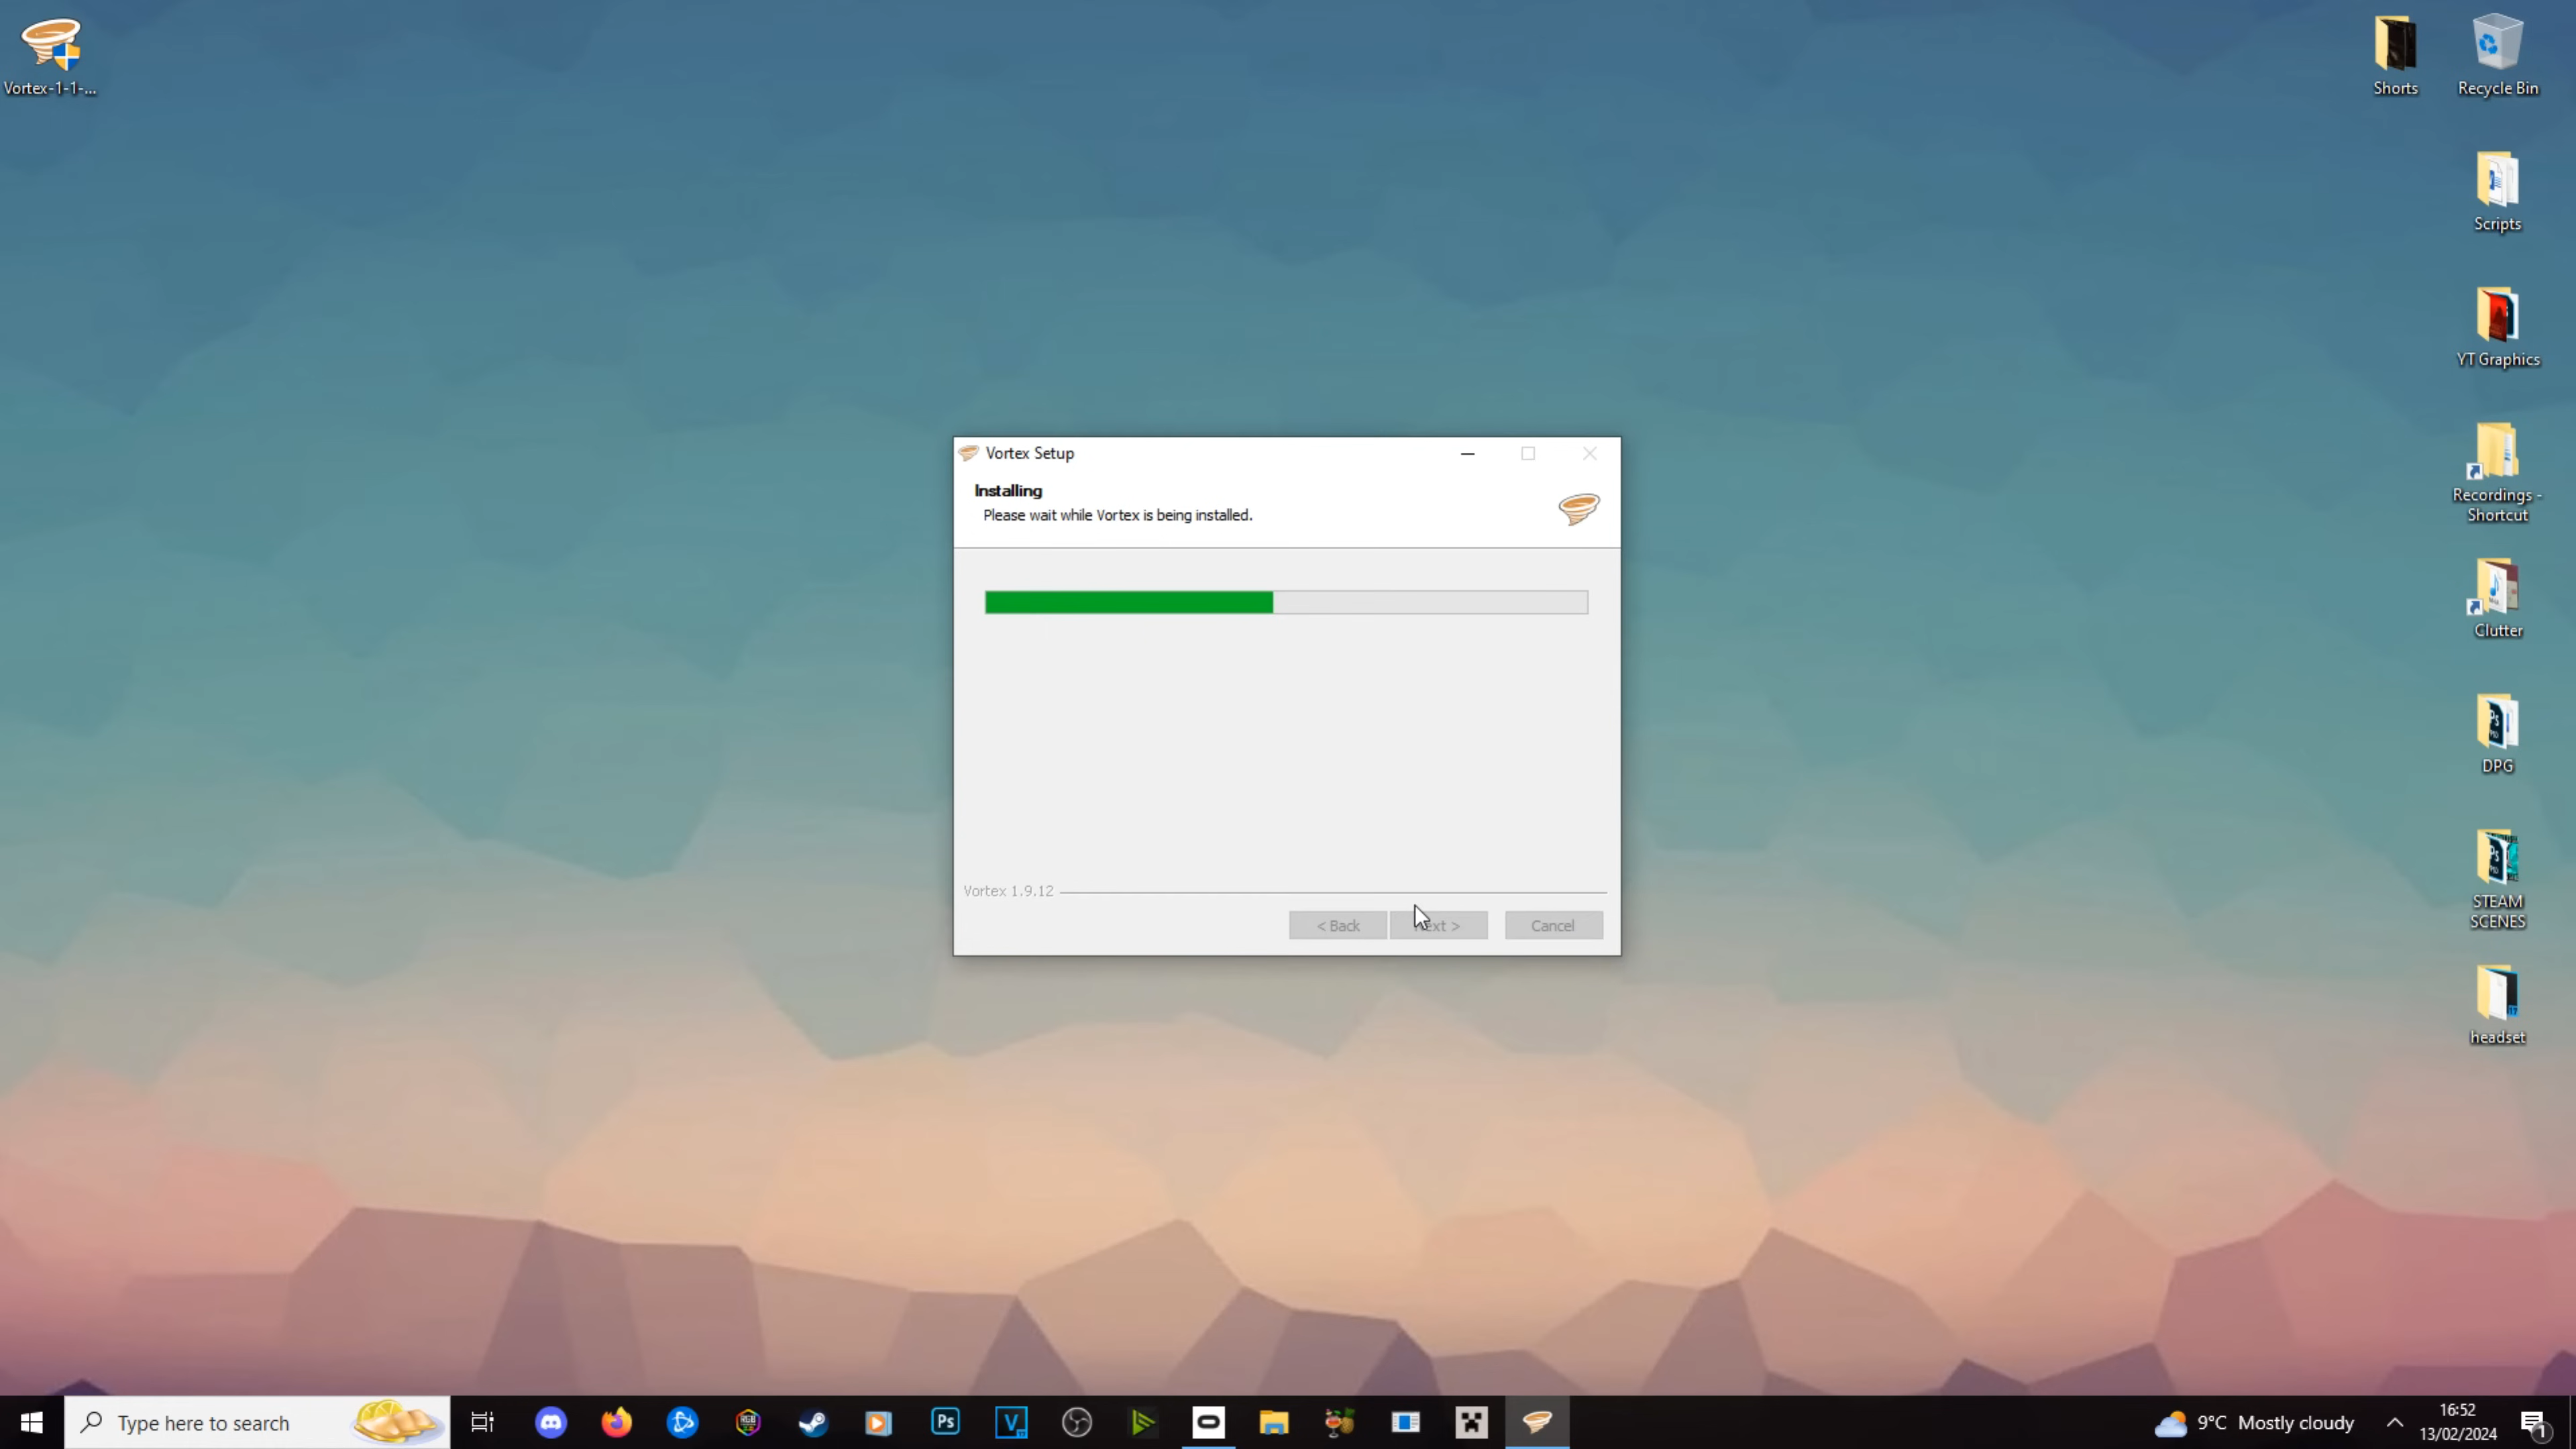 Vortex-1-1-...
Shorts
Recycle Bin
Scripts
YT Graphics
Recordings -
Shortcut
Clutter
DPG
STEAM
SCENES
headset
Vortex Setup
Installing
Please wait while Vortex is being installed.
Vortex 1.9.12
< Back
Next >
Cancel
Type here to search
Ps
V
9°C Mostly cloudy
16:52
13/02/2024
1